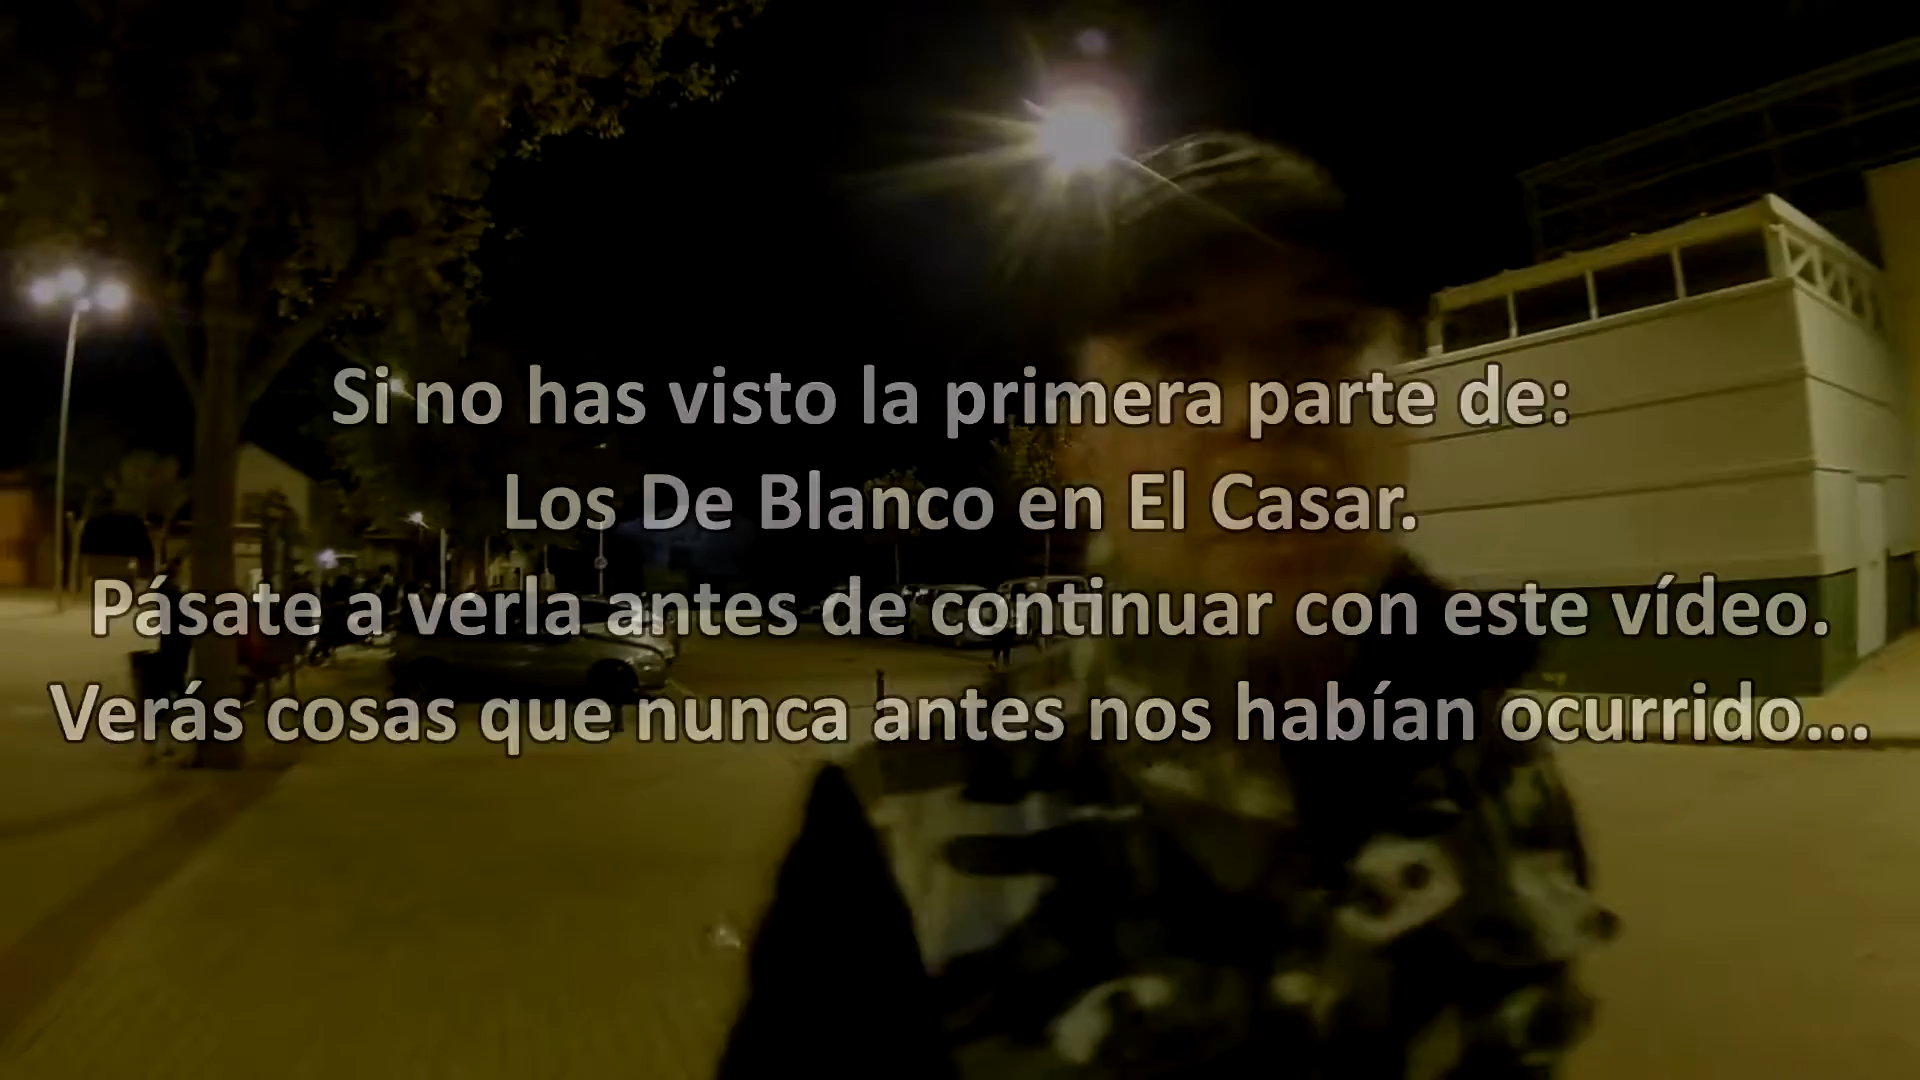 Si no has visto la primera parte de:
Los De Blanco en El Casar.
Pásate a verla antes de continuar con este vídeo.
Verás cosas que nunca antes nos habían ocurrido...